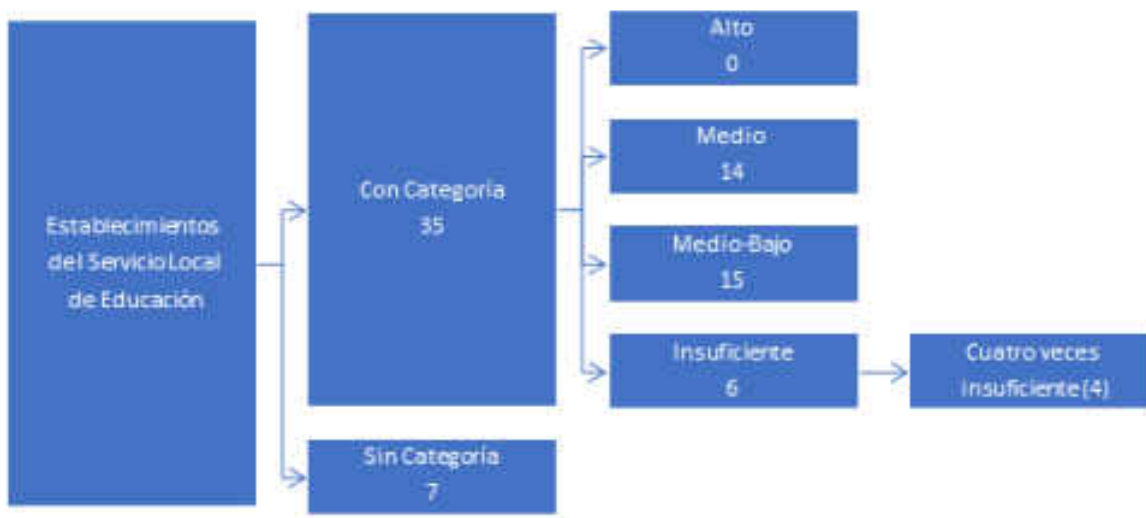 Establecimientos
del Servicio Local
de Educación
Con Categoría
35
Sin Categoría
7
Alto
0
Medio
14
Medio-Bajo
15
Insuficiente
6
Cuatro veces
insuficiente (4)